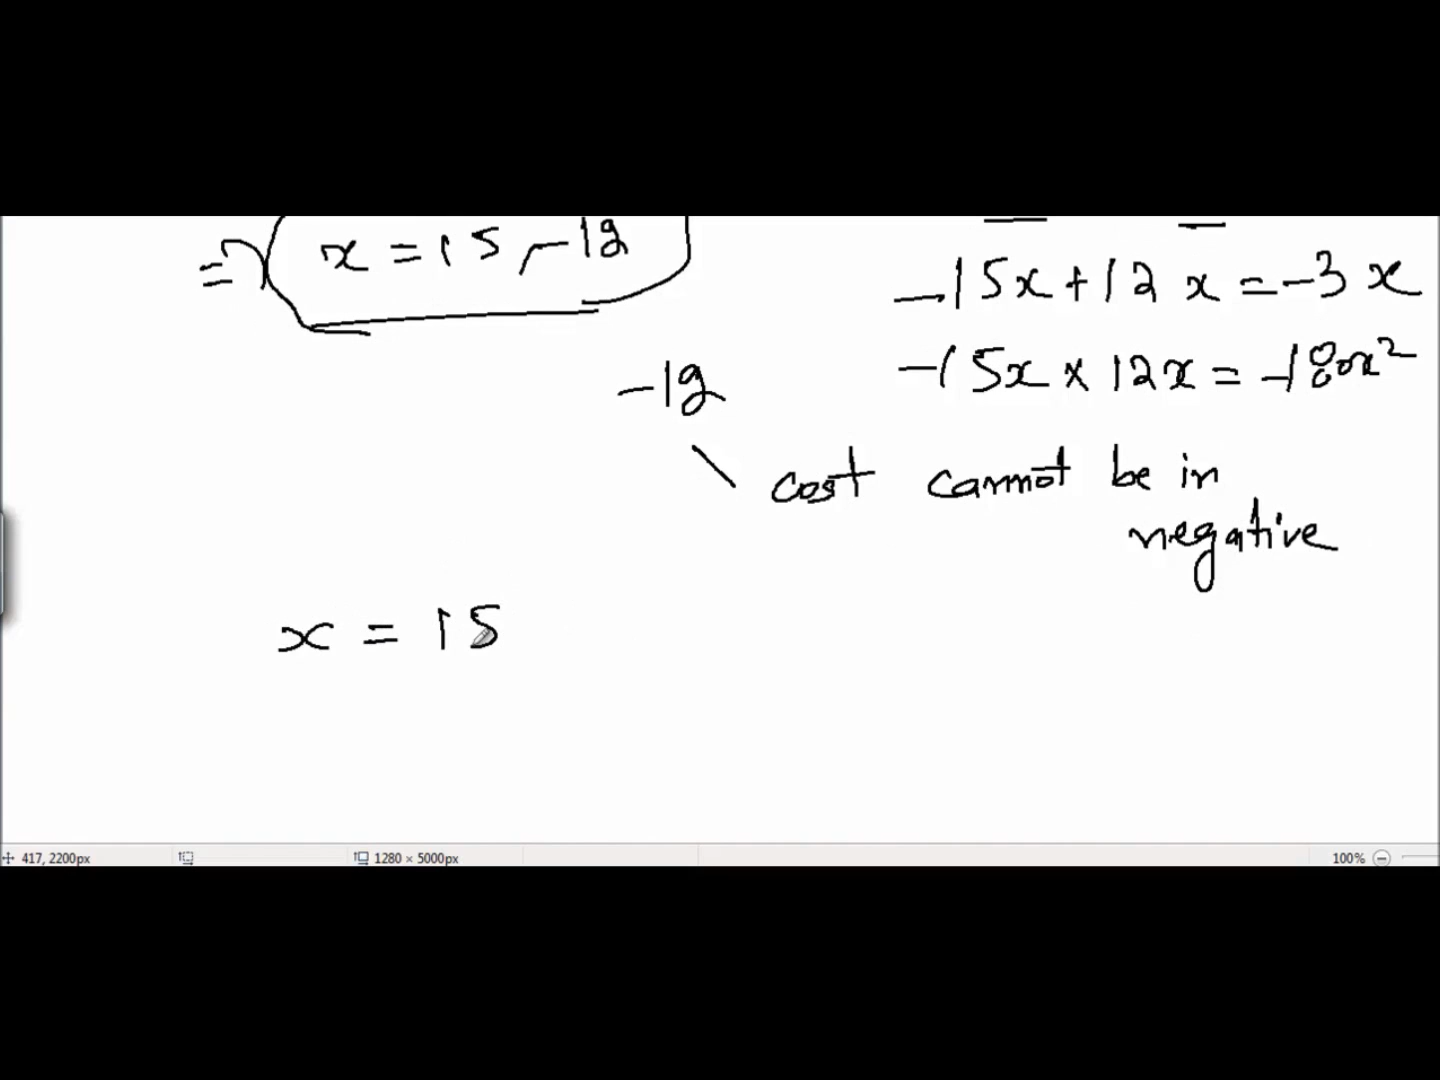 ⇒ x = 15, -12
-15x + 12x = -3x
-15x × 12x = -180x²
-12
cost cannot be in
negative
x = 15
417, 2200px
1280 × 5000px
100%